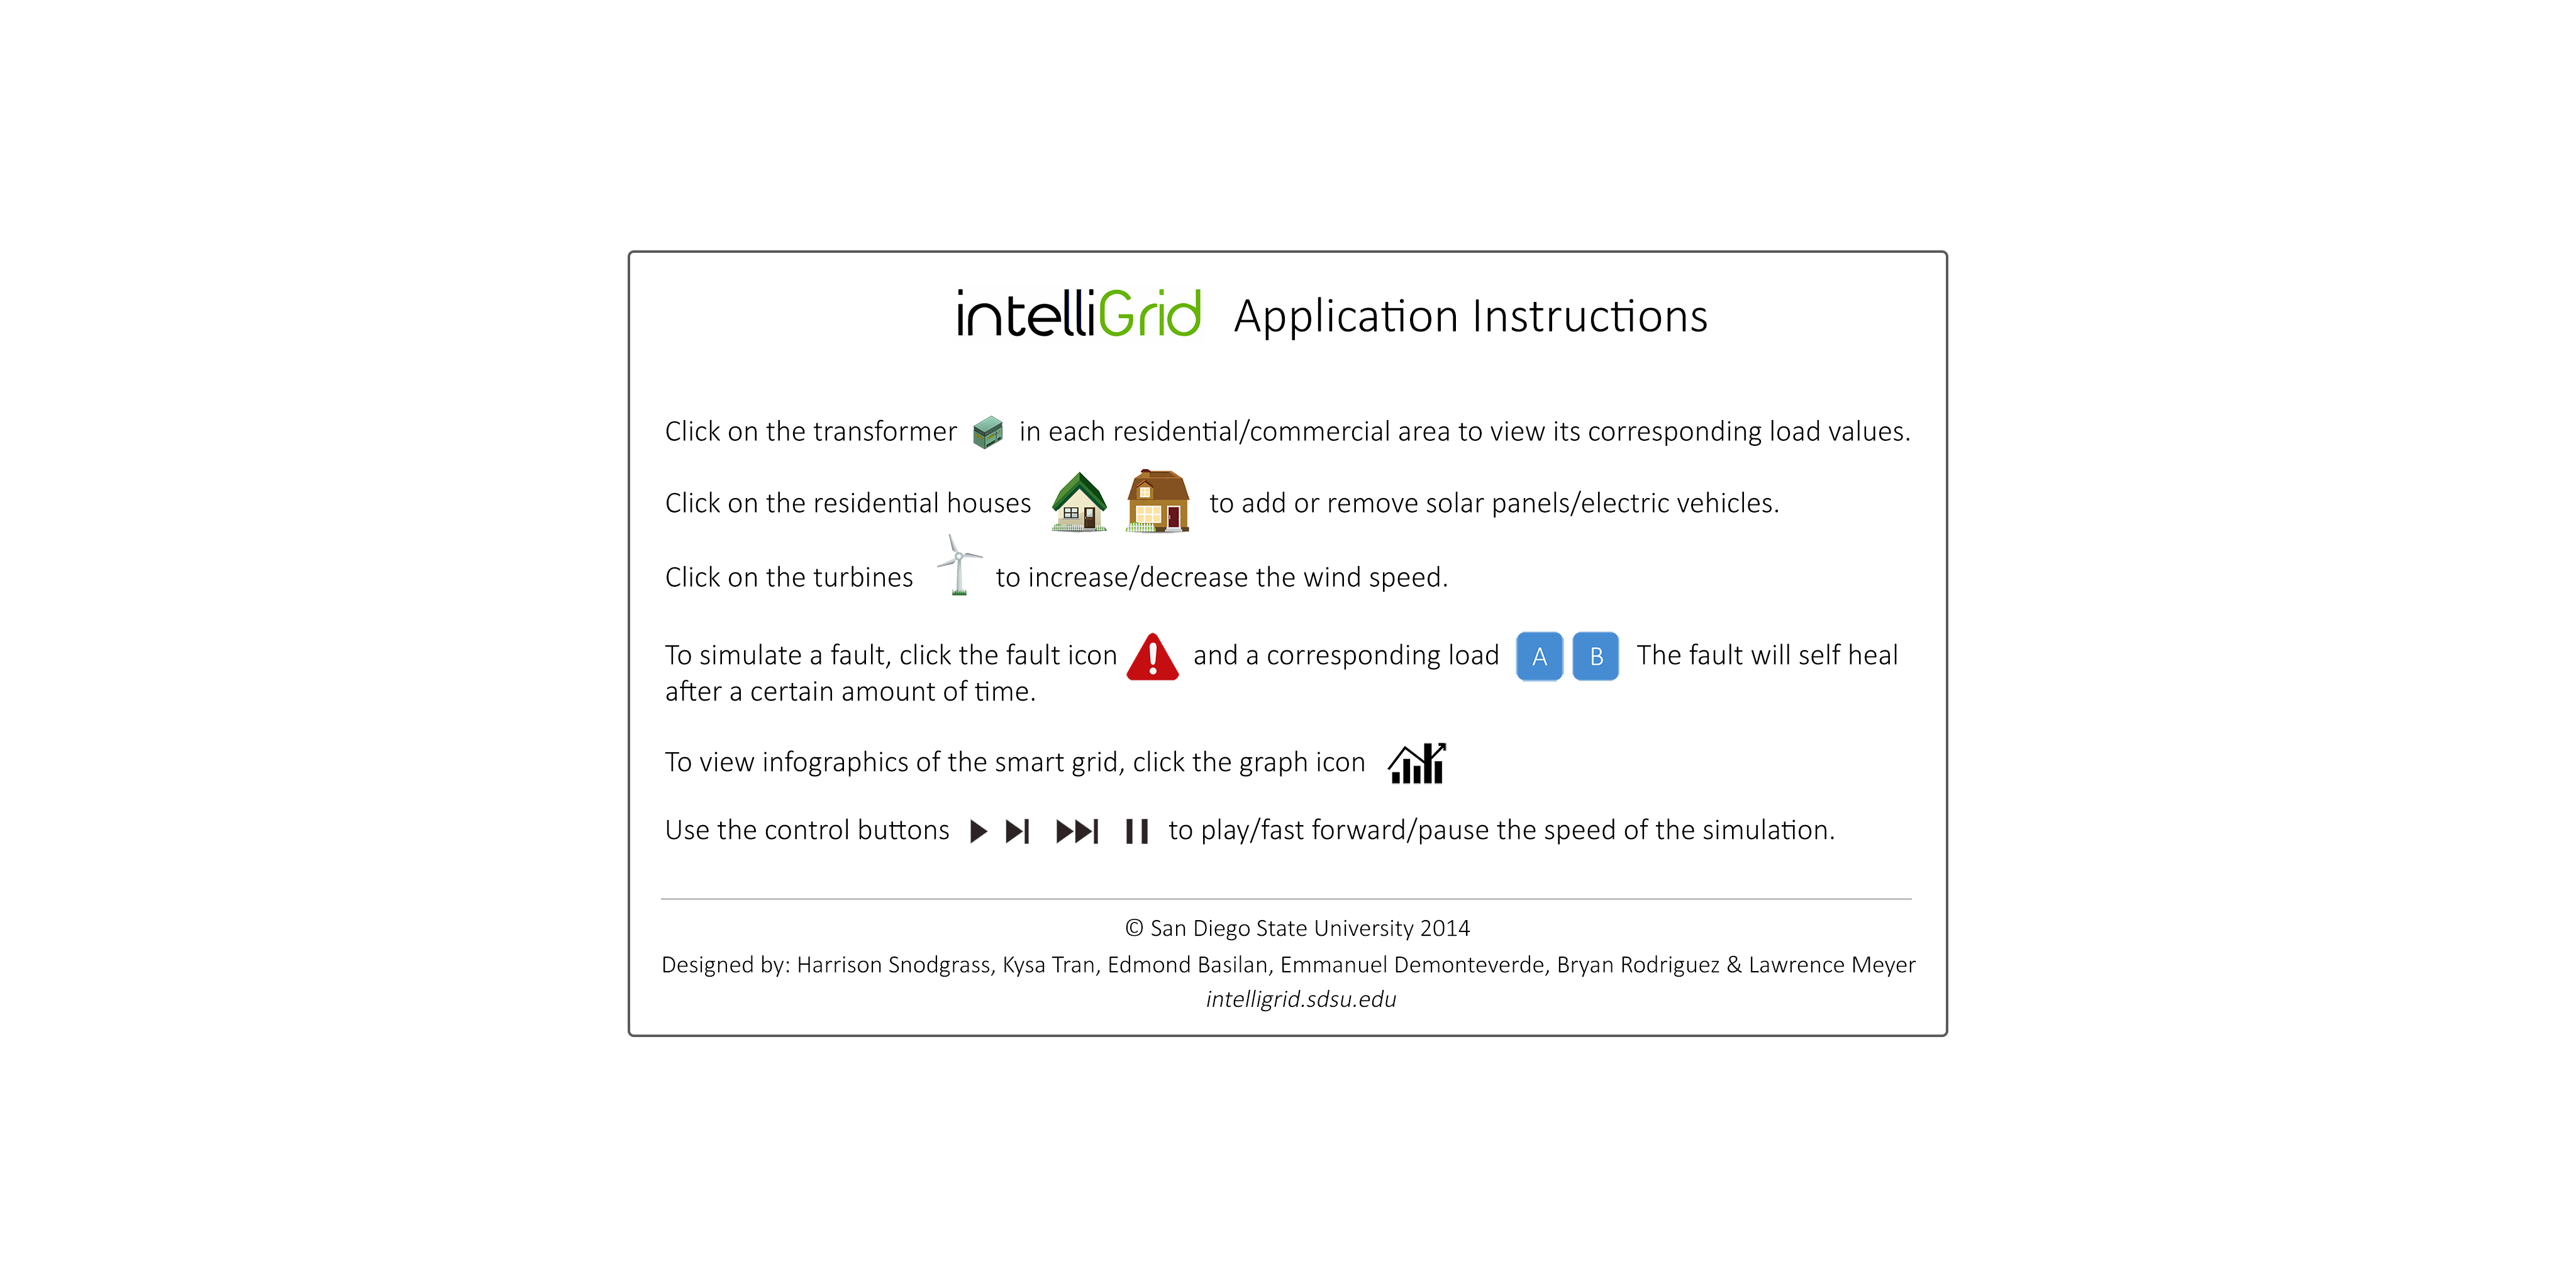 intelliGrid Application Instructions
Click on the transformer in each residential/commercial area to view its corresponding load values.
Click on the residential houses to add or remove solar panels/electric vehicles.
Click on the turbines to increase/decrease the wind speed.
To simulate a fault, click the fault icon and a corresponding load A B The fault will self heal
after a certain amount of time.
To view infographics of the smart grid, click the graph icon
Use the control buttons to play/fast forward/pause the speed of the simulation.
© San Diego State University 2014
Designed by: Harrison Snodgrass, Kysa Tran, Edmond Basilan, Emmanuel Demonteverde, Bryan Rodriguez & Lawrence Meyer
intelligrid.sdsu.edu